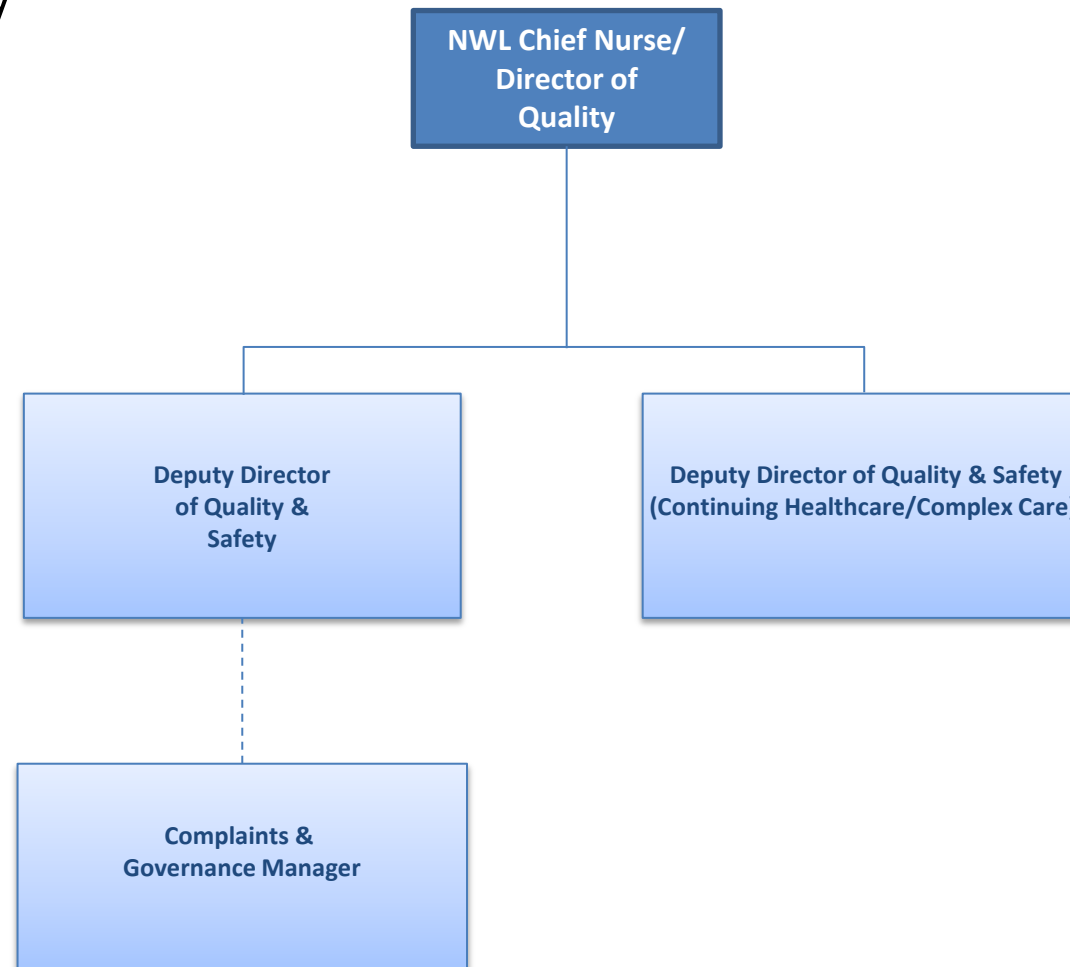 NWL Chief Nurse/
Director of
Quality
Deputy Director
of Quality &
Safety
Deputy Director of Quality & Safety
(Continuing Healthcare/Complex Care)
Complaints &
Governance Manager